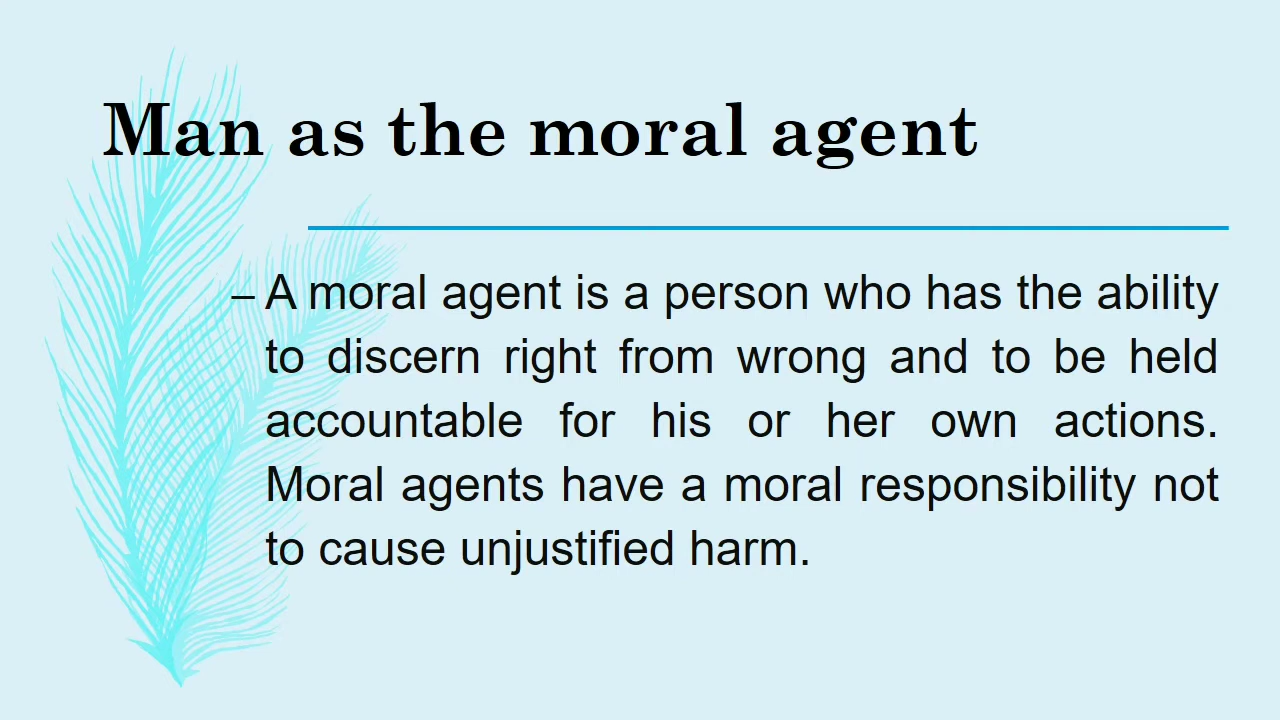 Man as the moral agent
– A moral agent is a person who has the ability
to discern right from wrong and to be held
accountable for his or her own actions.
Moral agents have a moral responsibility not
to cause unjustified harm.